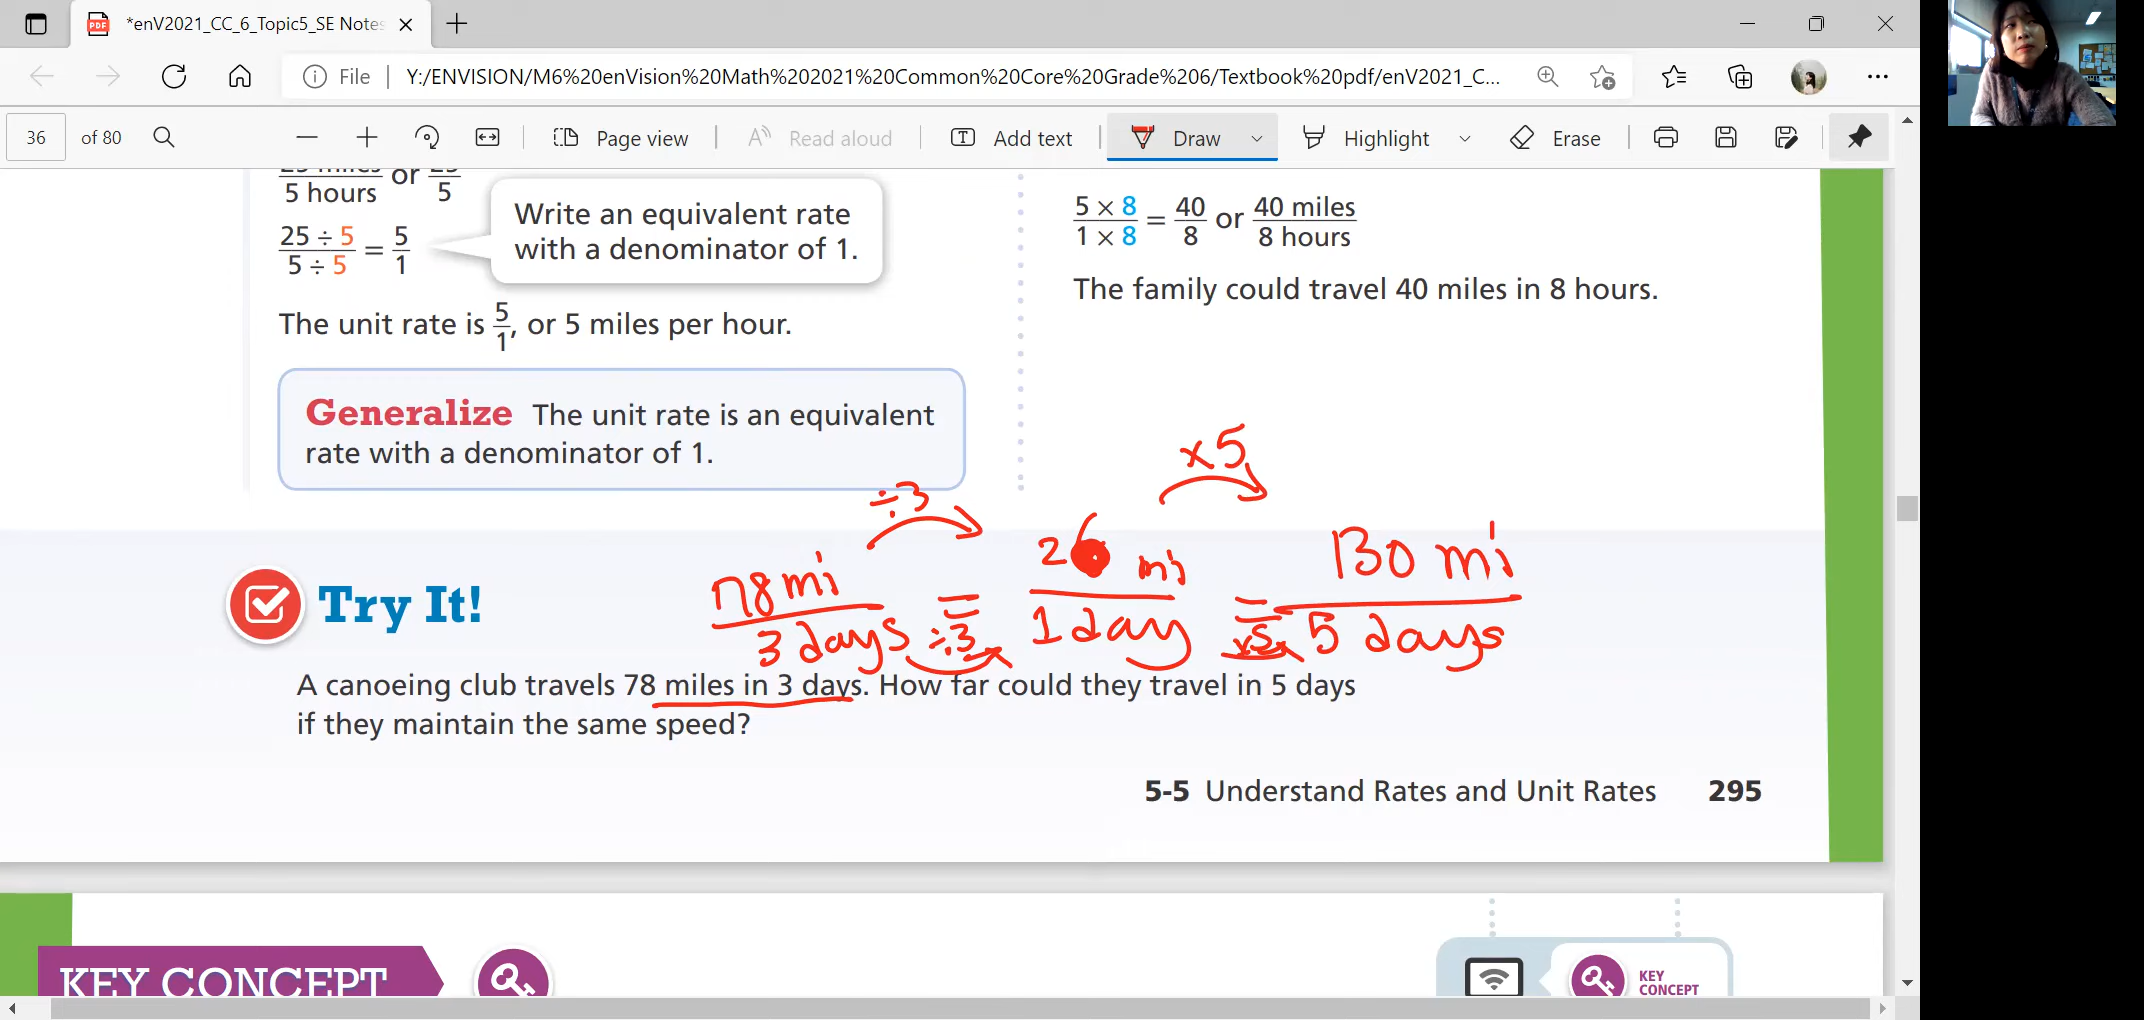 *enV2021_CC_6_Topic5_SE Notes
File
Y:/ENVISION/M6%20enVision%20Math%202021%20Common%20Core%20Grade%206/Textbook%20pdf/enV2021_C...
36 of 80
Page view
Read aloud
Add text
Draw
Highlight
Erase
5 hours or 5
25 ÷ 5 / 5 ÷ 5 = 5/1
Write an equivalent rate
with a denominator of 1.
The unit rate is 5/1, or 5 miles per hour.
Generalize The unit rate is an equivalent
rate with a denominator of 1.
5 × 8 / 1 × 8 = 40/8 or 40 miles / 8 hours
The family could travel 40 miles in 8 hours.
÷3
×5
78 mi / 3 days = 26 mi / 1 day = 130 mi / 5 days
÷3
×5
Try It!
A canoeing club travels 78 miles in 3 days. How far could they travel in 5 days
if they maintain the same speed?
5-5 Understand Rates and Unit Rates 295
KEY CONCEPT
KEY
CONCEPT